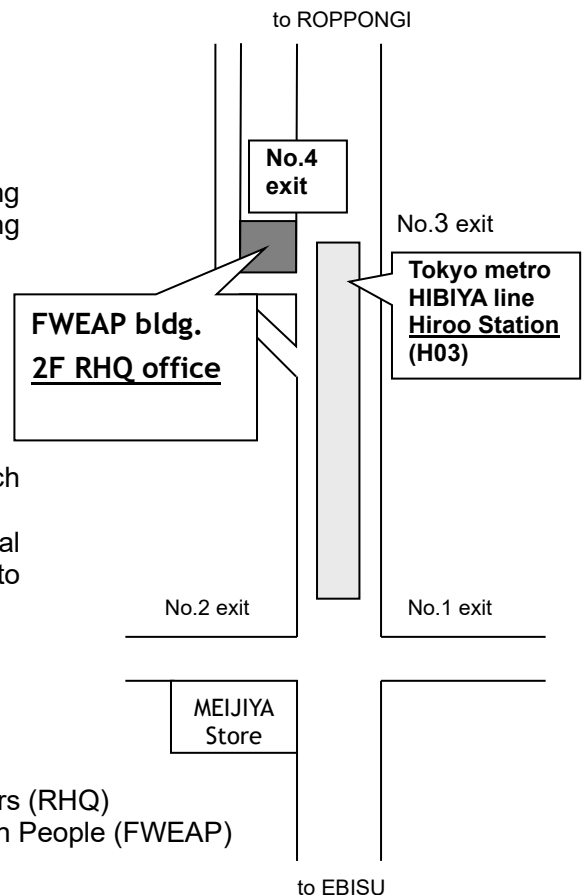 to ROPPONGI
No.4
exit
ng
ng
No.3 exit
Tokyo metro
HIBIYA line
Hiroo Station
(H03)
FWEAP bldg.
2F RHQ office
ch
al
to
No.2 exit
No.1 exit
MEIJIYA
Store
rs (RHQ)
n People (FWEAP)
to EBISU